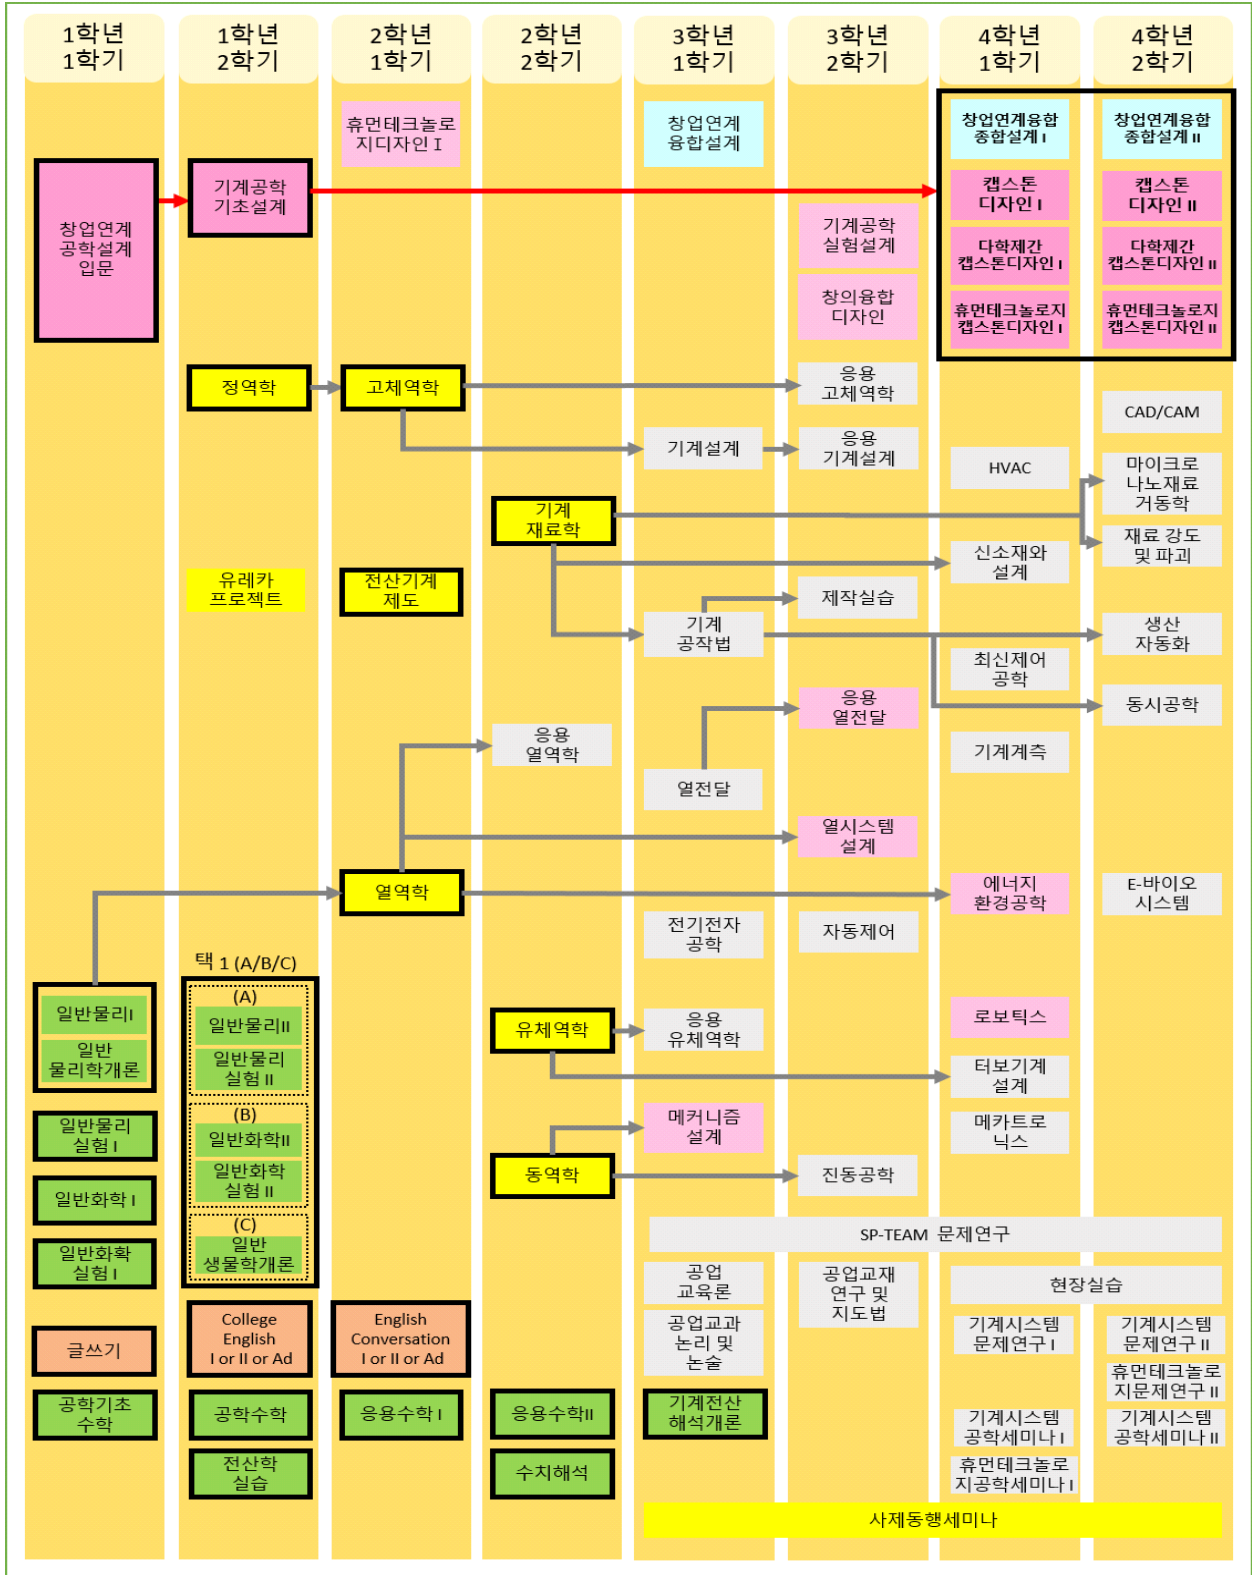 1학년
1학기
1학년
2학기
2학년
1학기
2학년
2학기
3학년
1학기
3학년
2학기
4학년
1학기
4학년
2학기
창업연계
공학설계
입문
일반물리I
일반
물리학개론
일반물리
실험 I
일반화학 I
일반화확
실험 I
글쓰기
공학기초
수학
기계공학
기초설계
정역학
유레카
프로젝트
택 1 (A/B/C)
(A)
일반물리II
일반물리
실험 II
(B)
일반화학II
일반화학
실험 II
(C)
일반
생물학개론
College
English
I or II or Ad
공학수학
전산학
실습
휴먼테크놀로
지디자인 I
고체역학
전산기계
제도
열역학
English
Conversation
I or II or Ad
응용수학 I
기계
재료학
응용
열역학
유체역학
동역학
응용수학II
수치해석
창업연계
융합설계
기계설계
기계
공작법
열전달
전기전자
공학
응용
유체역학
메커니즘
설계
SP-TEAM 문제연구
공업
교육론
공업교과
논리 및
논술
기계전산
해석개론
사제동행세미나
기계공학
실험설계
창의융합
디자인
응용
고체역학
응용
기계설계
제작실습
응용
열전달
열시스템
설계
자동제어
진동공학
공업교재
연구 및
지도법
창업연계융합
종합설계 I
캡스톤
디자인 I
다학제간
캡스톤디자인 I
휴먼테크놀로지
캡스톤디자인 I
HVAC
신소재와
설계
최신제어
공학
기계계측
에너지
환경공학
로보틱스
터보기계
설계
메카트로
닉스
현장실습
기계시스템
문제연구 I
기계시스템
공학세미나 I
휴먼테크놀로
지공학세미나 I
창업연계융합
종합설계 II
캡스톤
디자인 II
다학제간
캡스톤디자인 II
휴먼테크놀로지
캡스톤디자인 II
CAD/CAM
마이크로
나노재료
거동학
재료 강도
및 파괴
생산
자동화
동시공학
E-바이오
시스템
기계시스템
문제연구 II
휴먼테크놀로
지문제연구 II
기계시스템
공학세미나 II